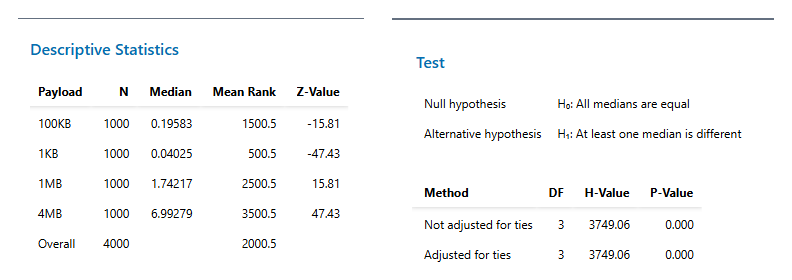 Descriptive Statistics
Payload N Median Mean Rank Z-Value
100KB 1000 0.19583 1500.5 -15.81
1KB 1000 0.04025 500.5 -47.43
1MB 1000 1.74217 2500.5 15.81
4MB 1000 6.99279 3500.5 47.43
Overall 4000 2000.5
Test
Null hypothesis H₀: All medians are equal
Alternative hypothesis H₁: At least one median is different
Method DF H-Value P-Value
Not adjusted for ties 3 3749.06 0.000
Adjusted for ties 3 3749.06 0.000